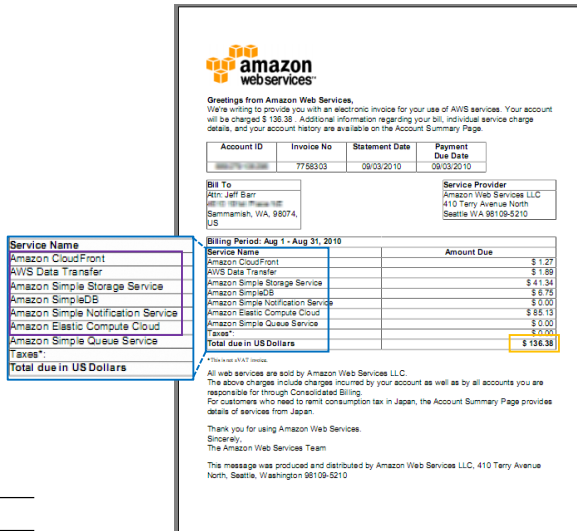 amazon
webservices™
Greetings from Amazon Web Services,
We're writing to provide you with an electronic invoice for your use of AWS services. Your account
will be charged $ 136.38 . Additional information regarding your bill, individual service charge
details, and your account history are available on the Account Summary Page.
Account ID Invoice No Statement Date Payment Due Date
7758303 09/03/2010 09/03/2010
Bill To
Attn: Jeff Barr
Sammamish, WA, 98074,
US
Service Provider
Amazon Web Services LLC
410 Terry Avenue North
Seattle WA 98109-5210
Billing Period: Aug 1 - Aug 31, 2010
Service Name Amount Due
Amazon CloudFront $ 1.27
AWS Data Transfer $ 1.89
Amazon Simple Storage Service $ 41.34
Amazon SimpleDB $ 6.75
Amazon Simple Notification Service $ 0.00
Amazon Elastic Compute Cloud $ 85.13
Amazon Simple Queue Service $ 0.00
Taxes*: $ 0.00
Total due in US Dollars $ 136.38
*This is not a VAT invoice.
All web services are sold by Amazon Web Services LLC.
The above charges include charges incurred by your account as well as by all accounts you are
responsible for through Consolidated Billing.
For customers who need to remit consumption tax in Japan, the Account Summary Page provides
details of services from Japan.
Thank you for using Amazon Web Services.
Sincerely,
The Amazon Web Services Team
This message was produced and distributed by Amazon Web Services LLC, 410 Terry Avenue
North, Seattle, Washington 98109-5210
Service Name
Amazon CloudFront
AWS Data Transfer
Amazon Simple Storage Service
Amazon SimpleDB
Amazon Simple Notification Service
Amazon Elastic Compute Cloud
Amazon Simple Queue Service
Taxes*:
Total due in US Dollars